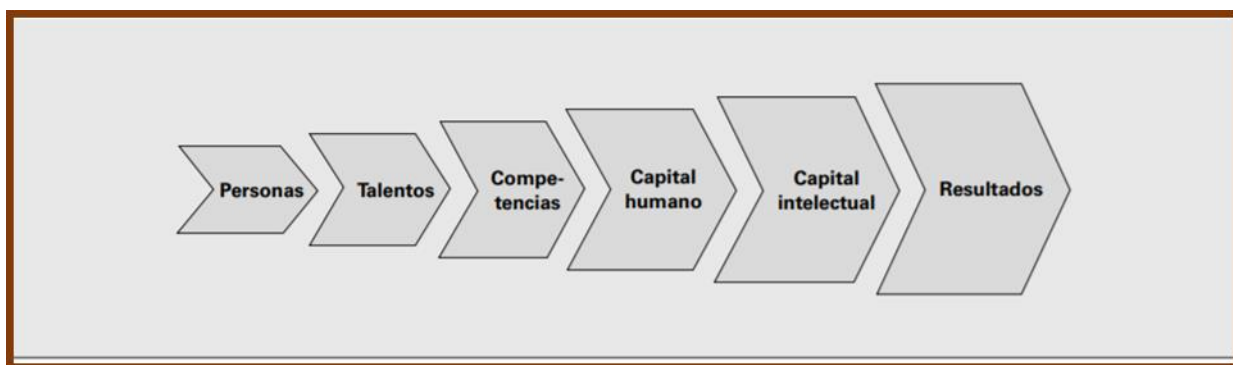 Personas
Talentos
Compe-
tencias
Capital
humano
Capital
intelectual
Resultados